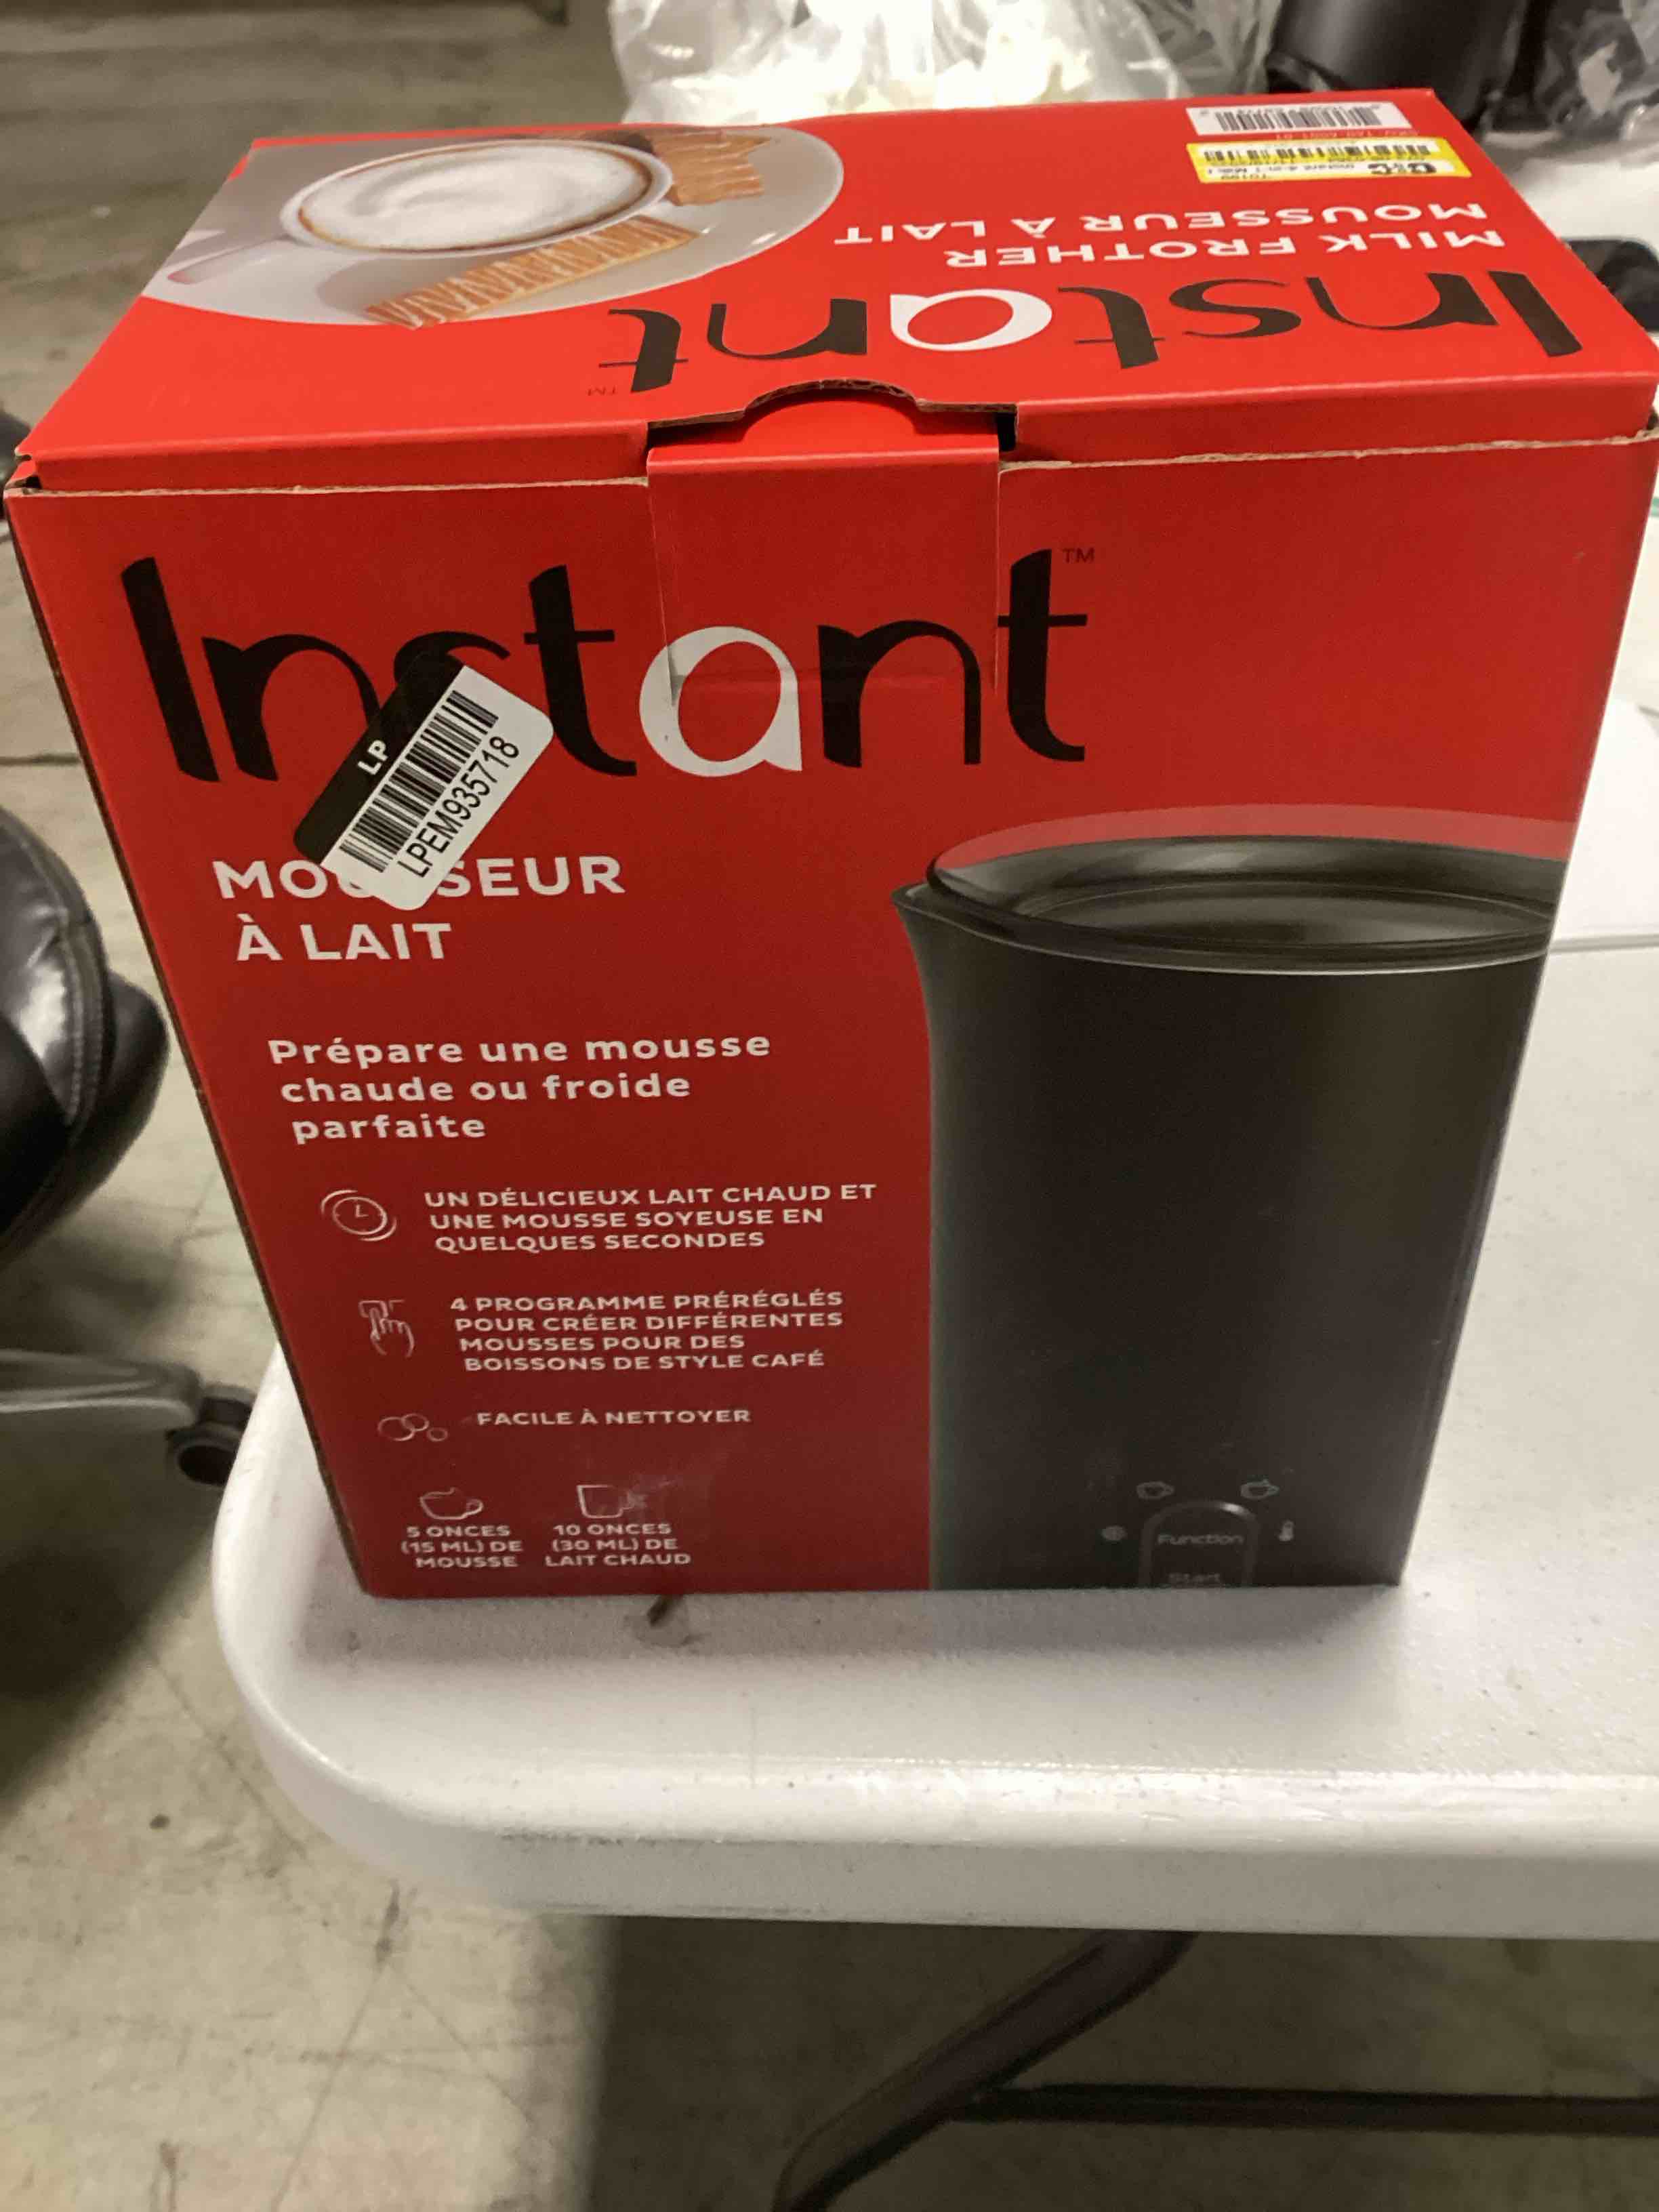 Instant™
MILK FROTHER
MOUSSEUR À LAIT
Instant™
LP
LPEM935718
À LAIT
Prépare une mousse
chaude ou froide
parfaite
UN DÉLICIEUX LAIT CHAUD ET
UNE MOUSSE SOYEUSE EN
QUELQUES SECONDES
4 PROGRAMME PRÉRÉGLÉS
POUR CRÉER DIFFÉRENTES
MOUSSES POUR DES
BOISSONS DE STYLE CAFÉ
FACILE À NETTOYER
5 ONCES
(15 ML) DE
MOUSSE
10 ONCES
(30 ML) DE
LAIT CHAUD
Function
Start